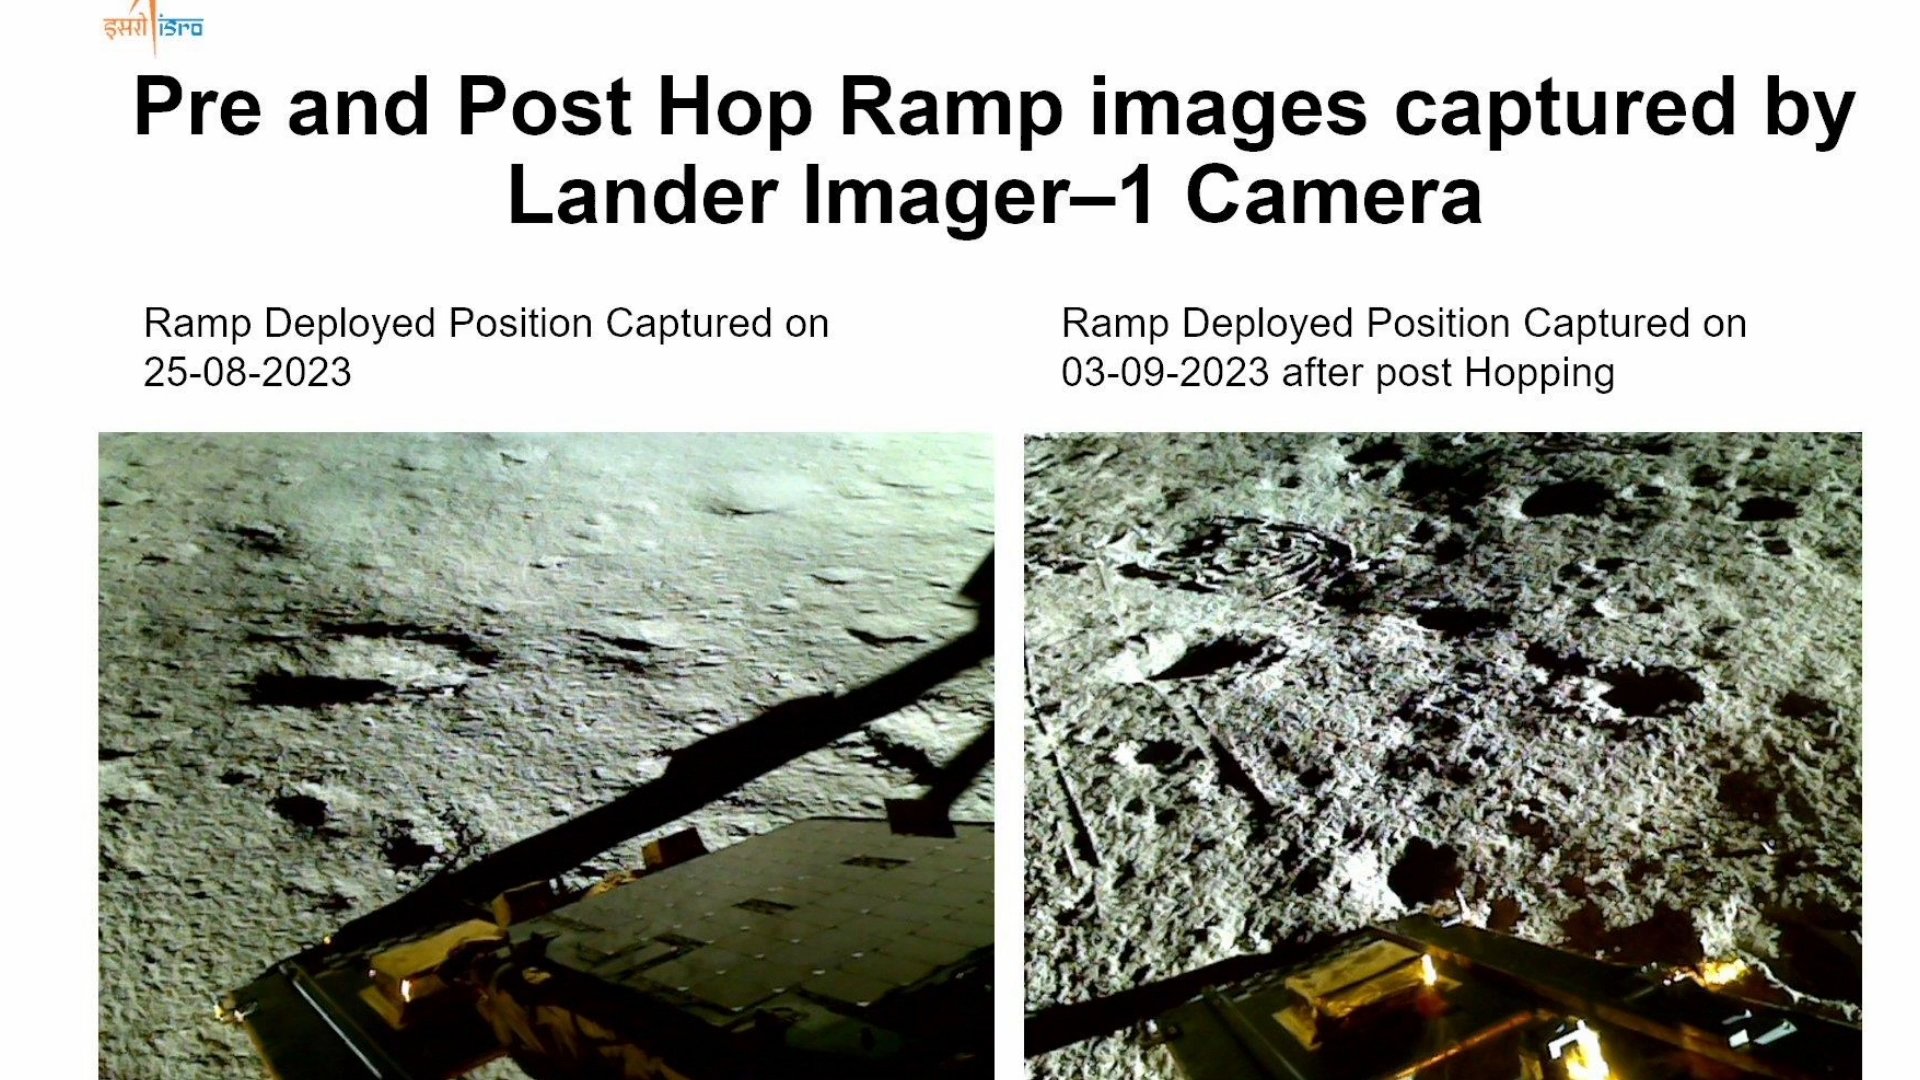 इसरो isro
Pre and Post Hop Ramp images captured by
Lander Imager–1 Camera
Ramp Deployed Position Captured on
25-08-2023
Ramp Deployed Position Captured on
03-09-2023 after post Hopping